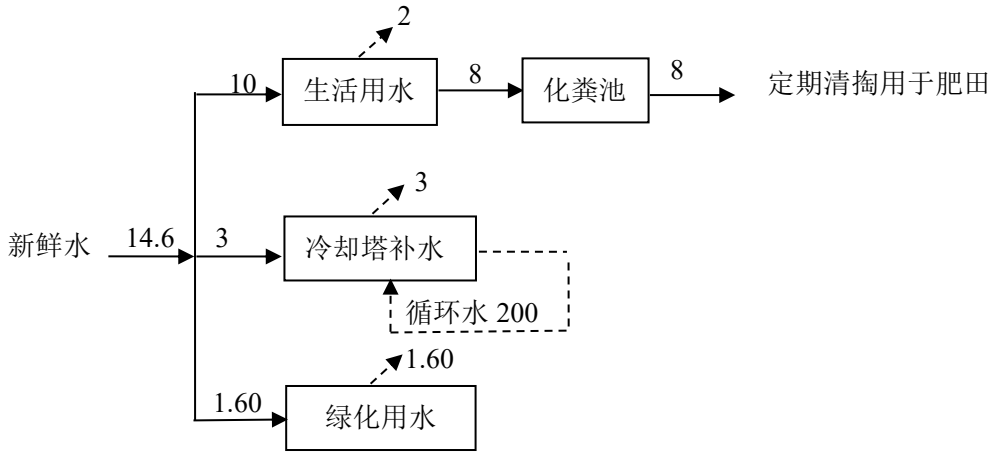 2
10
生活用水
8
化粪池
8
定期清掏用于肥田
3
新鲜水
14.6
3
冷却塔补水
循环水 200
1.60
1.60
绿化用水